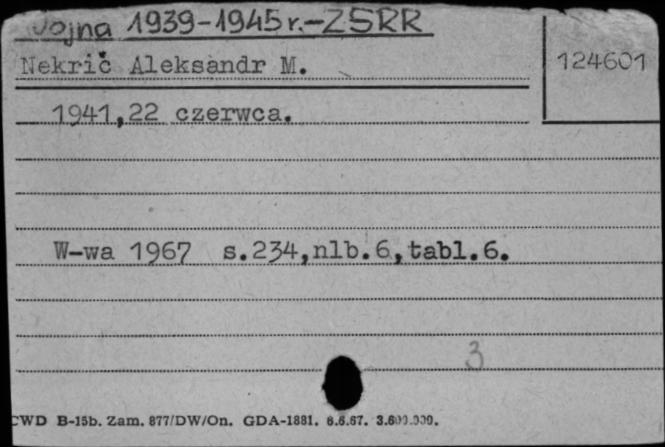 Wojna 1939-1945 r.-ZSRR
Nekrič Aleksandr M.
124601
1941,22 czerwca.
W-wa 1967 s.234,nlb.6,tabl.6.
3
CWD B-15b. Zam. 877/DW/On. GDA-1881. 6.6.67.